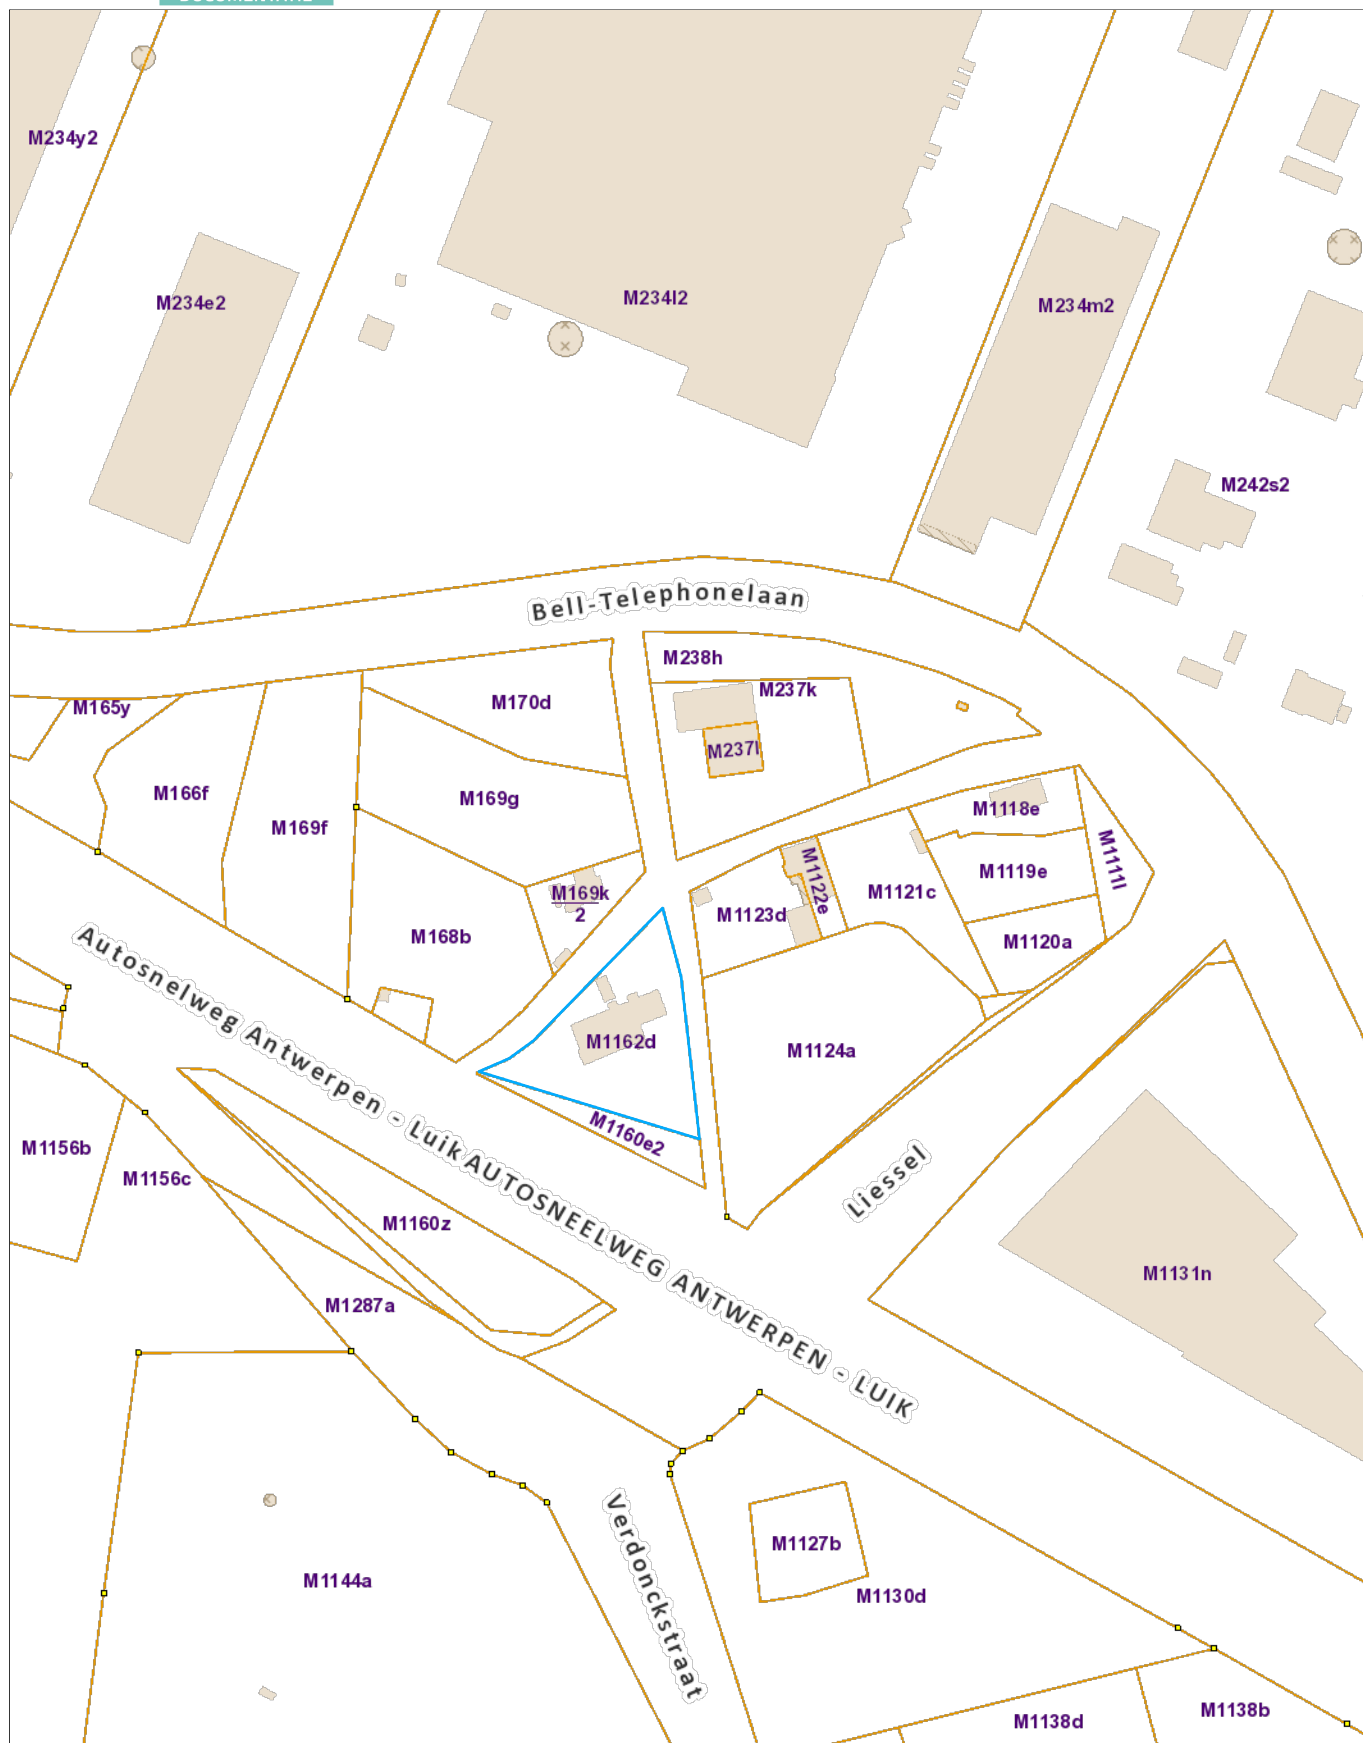 M234y2
M234e2
M234l2
M234m2
M242s2
Bell-Telephonelaan
M238h
M237k
M170d
M165y
M237l
M166f
M169g
M169f
M1118e
M1119e
M1111l
M1122e
M169k
2
M1121c
M1123d
M168b
M1120a
Autosnelweg Antwerpen - Luik
M1162d
M1124a
M1160e2
M1156b
M1156c
Liessel
M1160z
AUTOSNEELWEG ANTWERPEN - LUIK
M1131n
M1287a
M1127b
M1144a
M1130d
Verdonckstraat
M1138b
M1138d